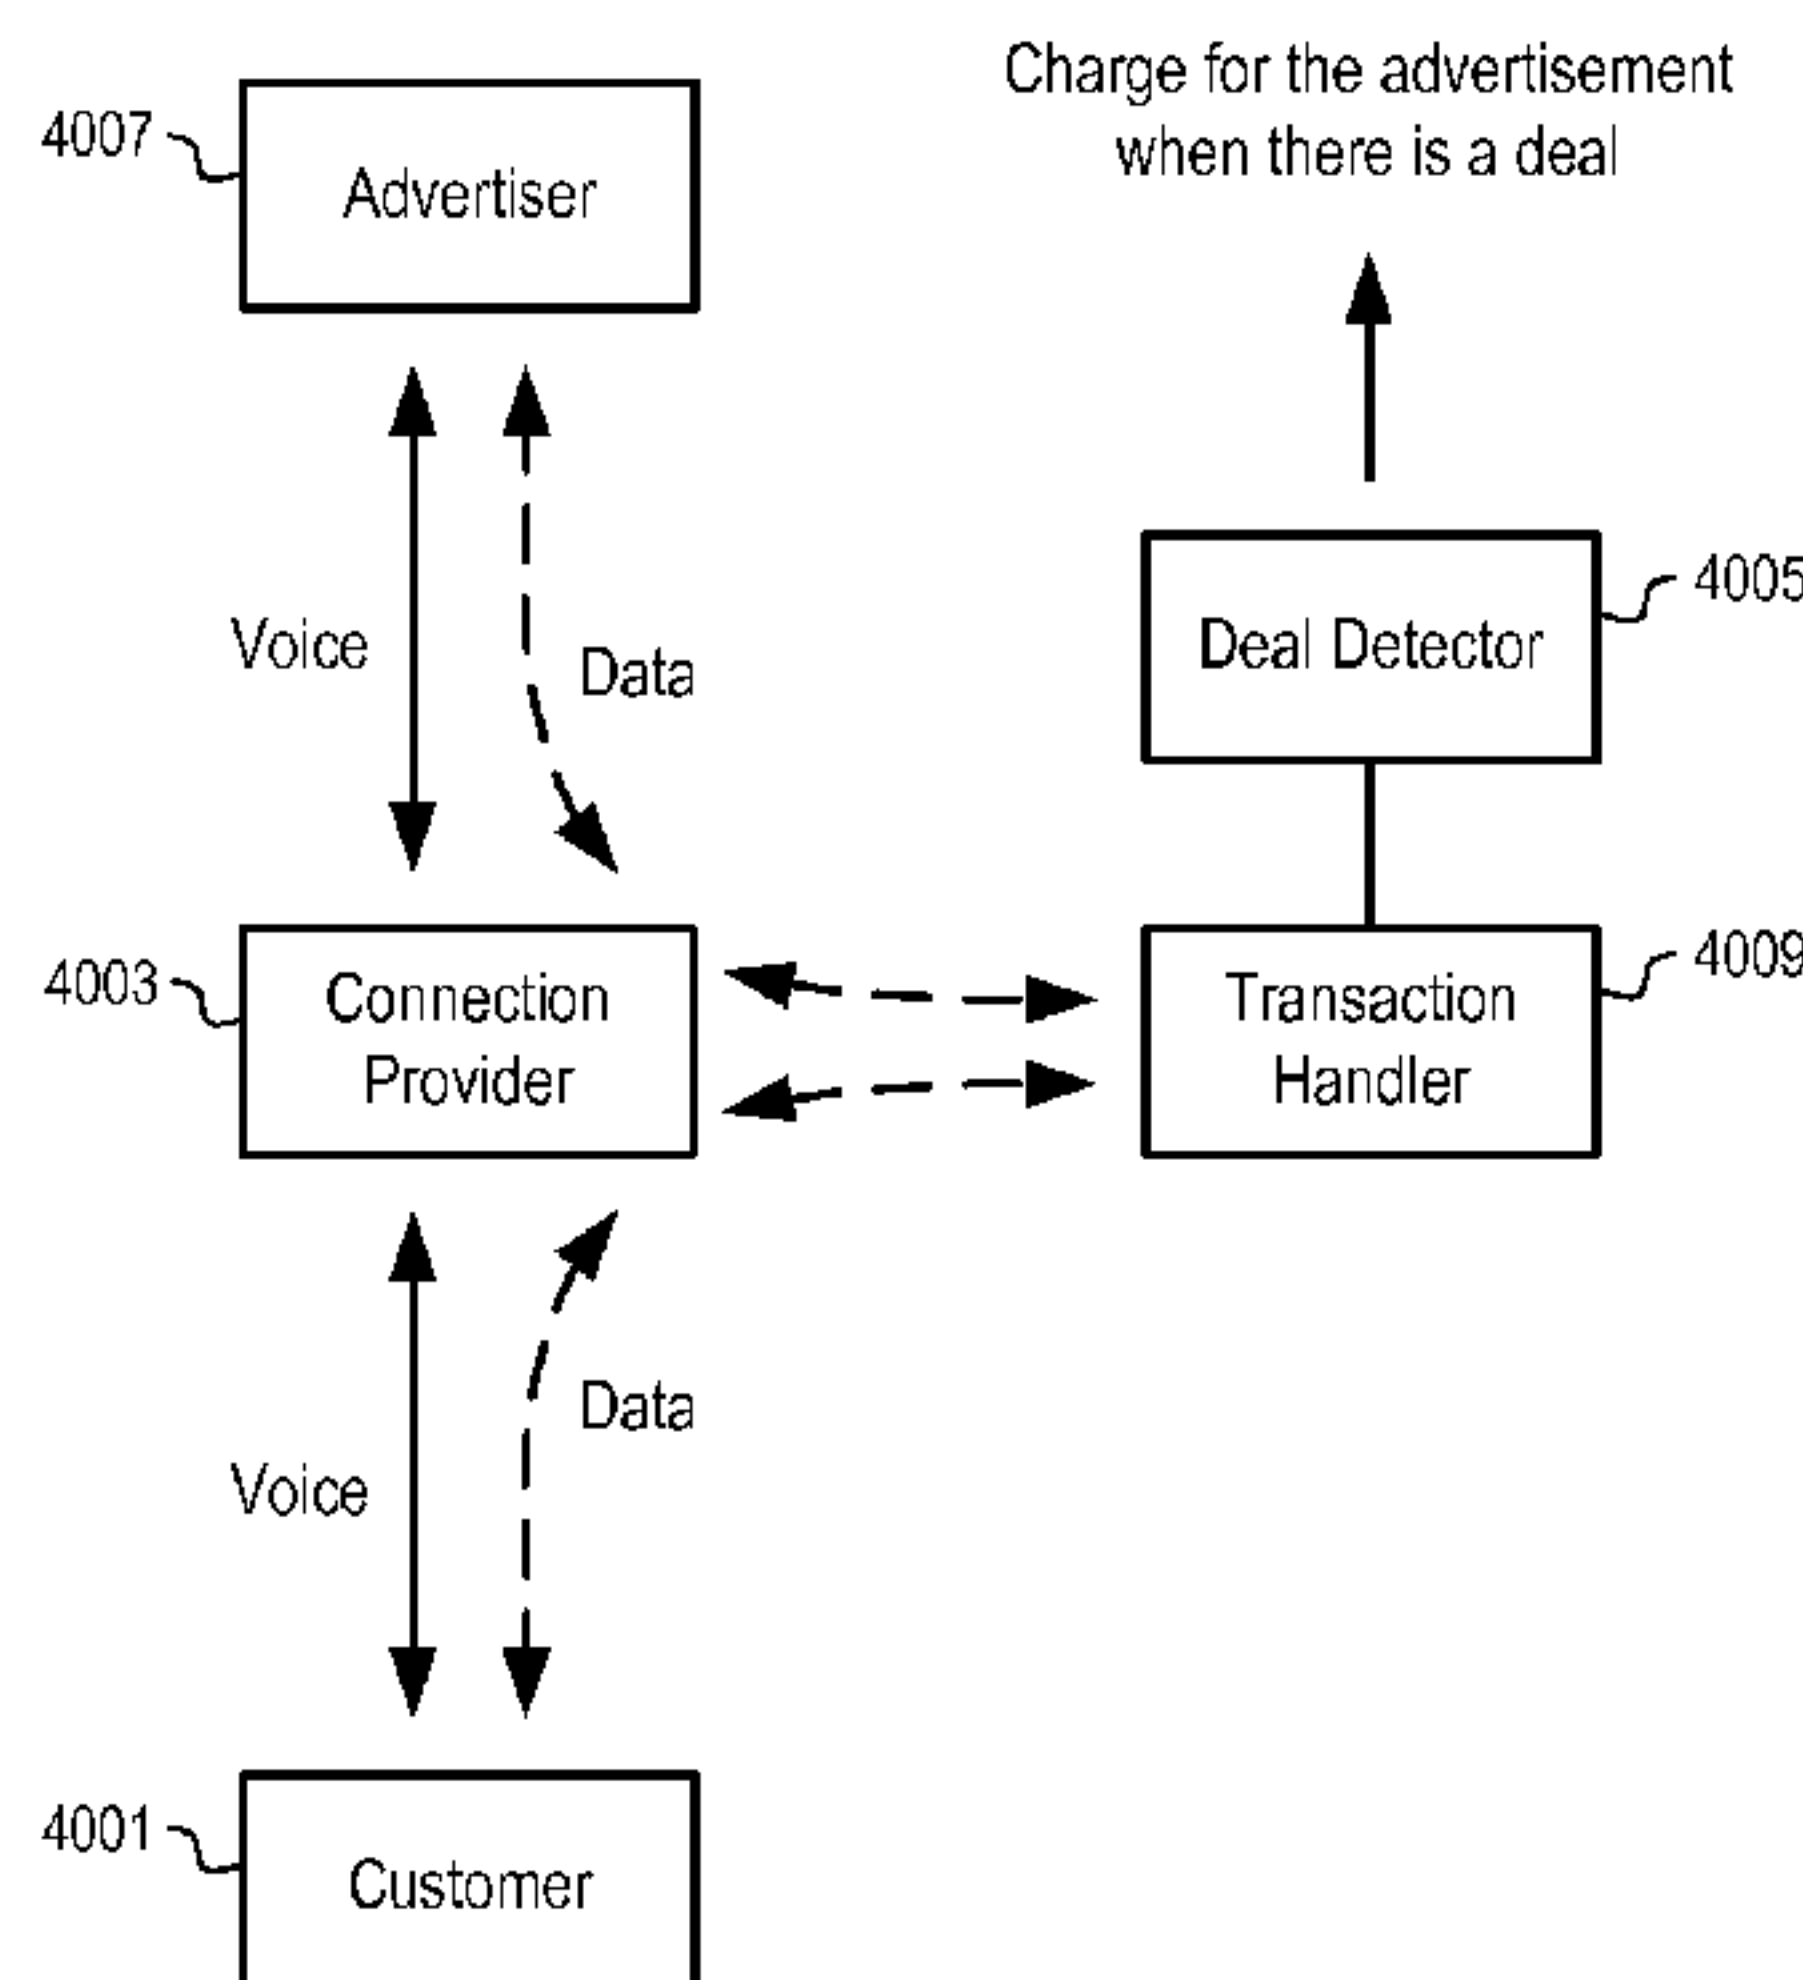 Charge for the advertisement
when there is a deal
4007
Advertiser
4005
Deal Detector
Voice
Data
4003
Connection
Provider
4009
Transaction
Handler
Data
Voice
4001
Customer